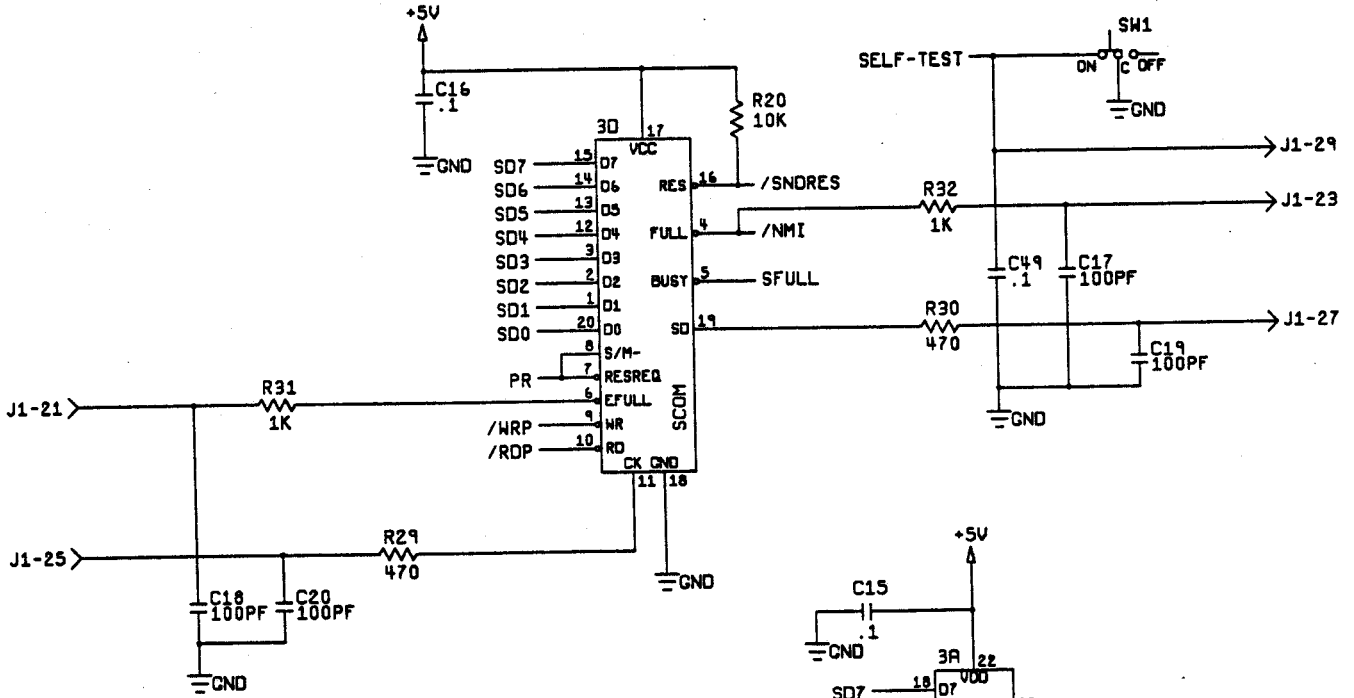 +5V
SW1
SELF-TEST
ON C OFF
GND
C16
.1
GND
R20
10K
3D
17
VCC
SD7 15 D7
SD6 14 D6
SD5 13 D5
SD4 12 D4
SD3 3 D3
SD2 2 D2
SD1 1 D1
SD0 20 D0
8 S/M-
PR 7 RESREQ
6 EFULL
/WRP 9 WR
/RDP 10 RD
RES 16 /SNDRES
FULL 4 /NMI
BUSY 5 SFULL
SD 19
SCOM
CK GND
11 18
GND
J1-29
R32
1K
J1-23
C49
.1
C17
100PF
R30
470
J1-27
C19
100PF
GND
J1-21
R31
1K
J1-25
R29
470
C18
100PF
C20
100PF
GND
+5V
C15
.1
GND
3A
22
VDD
SD7 18 D7